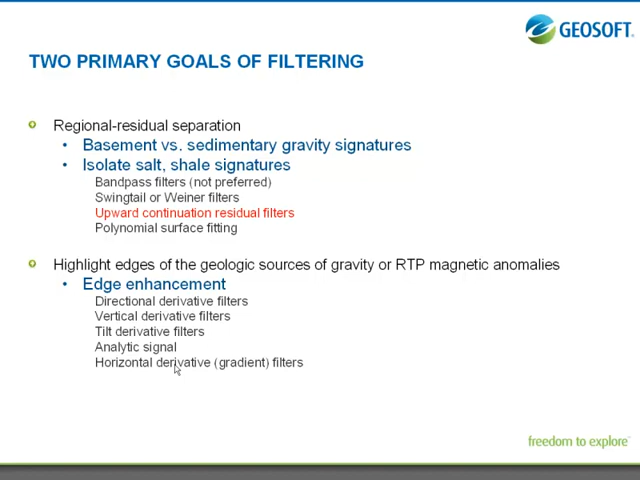 GEOSOFT
TWO PRIMARY GOALS OF FILTERING
Regional-residual separation
• Basement vs. sedimentary gravity signatures
• Isolate salt, shale signatures
Bandpass filters (not preferred)
Swingtail or Weiner filters
Upward continuation residual filters
Polynomial surface fitting
Highlight edges of the geologic sources of gravity or RTP magnetic anomalies
• Edge enhancement
Directional derivative filters
Vertical derivative filters
Tilt derivative filters
Analytic signal
Horizontal derivative (gradient) filters
freedom to explore